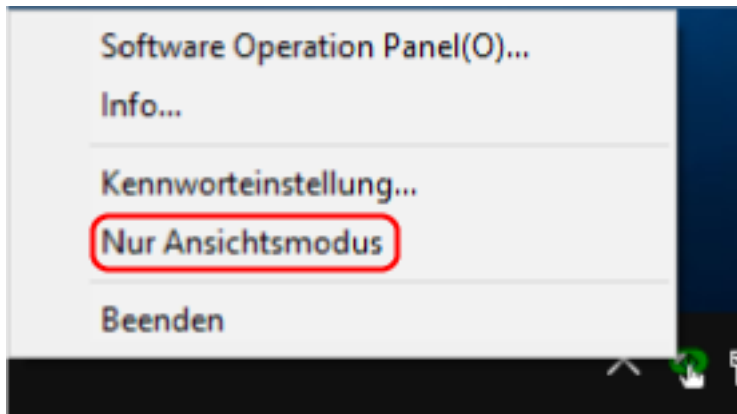 Software Operation Panel(O)...
Info...
Kennworteinstellung...
Nur Ansichtsmodus
Beenden